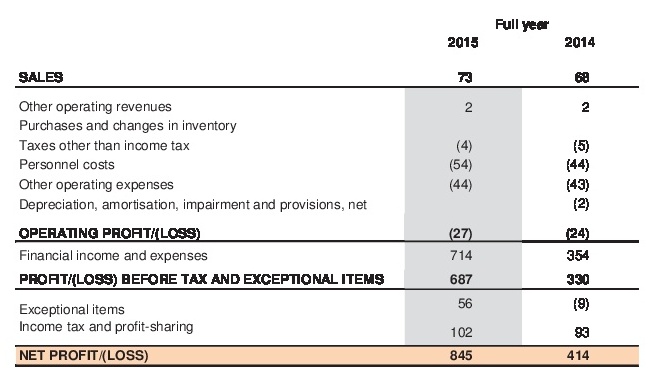 Full year
2015 2014
SALES 73 68
Other operating revenues 2 2
Purchases and changes in inventory
Taxes other than income tax (4) (5)
Personnel costs (54) (44)
Other operating expenses (44) (43)
Depreciation, amortisation, impairment and provisions, net (2)
OPERATING PROFIT/(LOSS) (27) (24)
Financial income and expenses 714 354
PROFIT/(LOSS) BEFORE TAX AND EXCEPTIONAL ITEMS 687 330
Exceptional items 56 (9)
Income tax and profit-sharing 102 93
NET PROFIT/(LOSS) 845 414